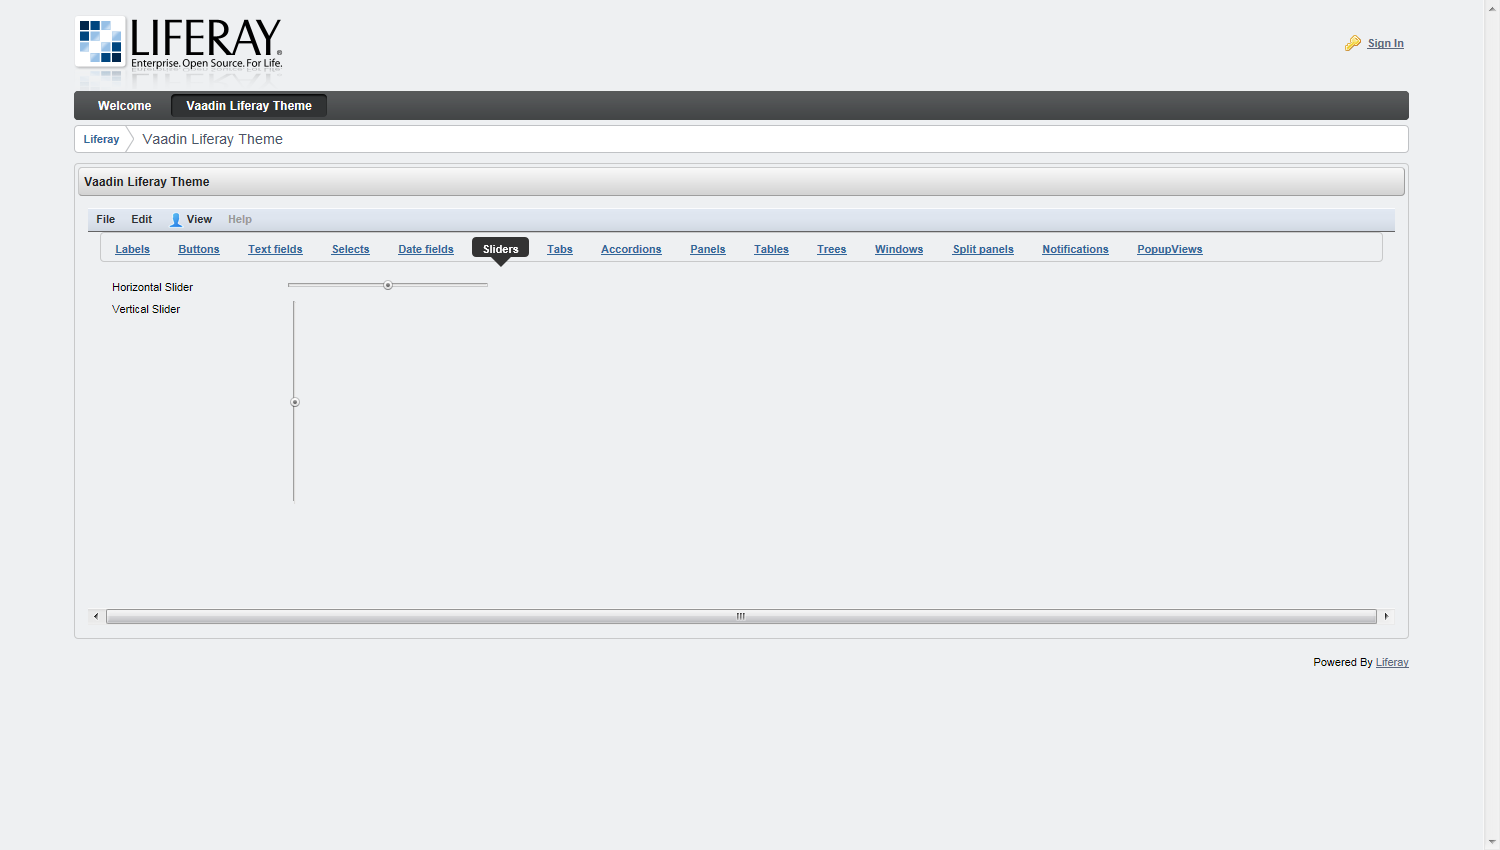 LIFERAY®
Enterprise. Open Source. For Life.
Sign In
Welcome Vaadin Liferay Theme
Liferay Vaadin Liferay Theme
Vaadin Liferay Theme
File Edit View Help
Labels Buttons Text fields Selects Date fields Sliders Tabs Accordions Panels Tables Trees Windows Split panels Notifications PopupViews
Horizontal Slider
Vertical Slider
Powered By Liferay